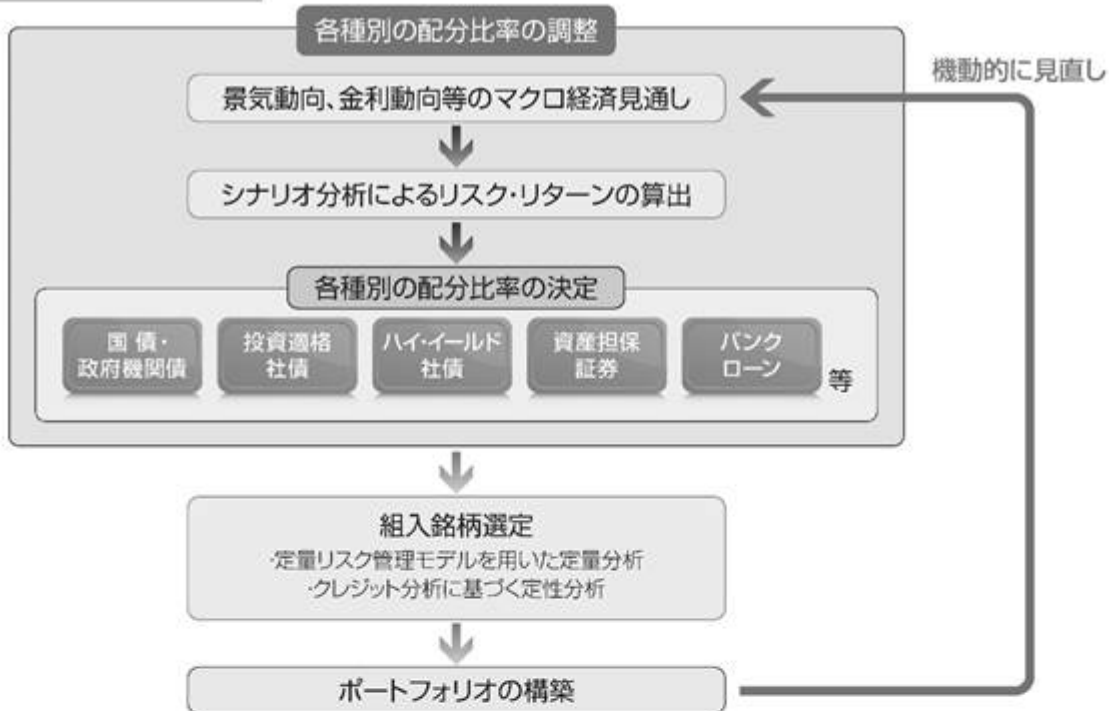 各種別の配分比率の調整
機動的に見直し
景気動向、金利動向等のマクロ経済見通し
シナリオ分析によるリスク・リターンの算出
各種別の配分比率の決定
国 債・
政府機関債
投資適格
社債
ハイ・イールド
社債
資産担保
証券
バンク
ローン
等
組入銘柄選定
・定量リスク管理モデルを用いた定量分析
・クレジット分析に基づく定性分析
ポートフォリオの構築